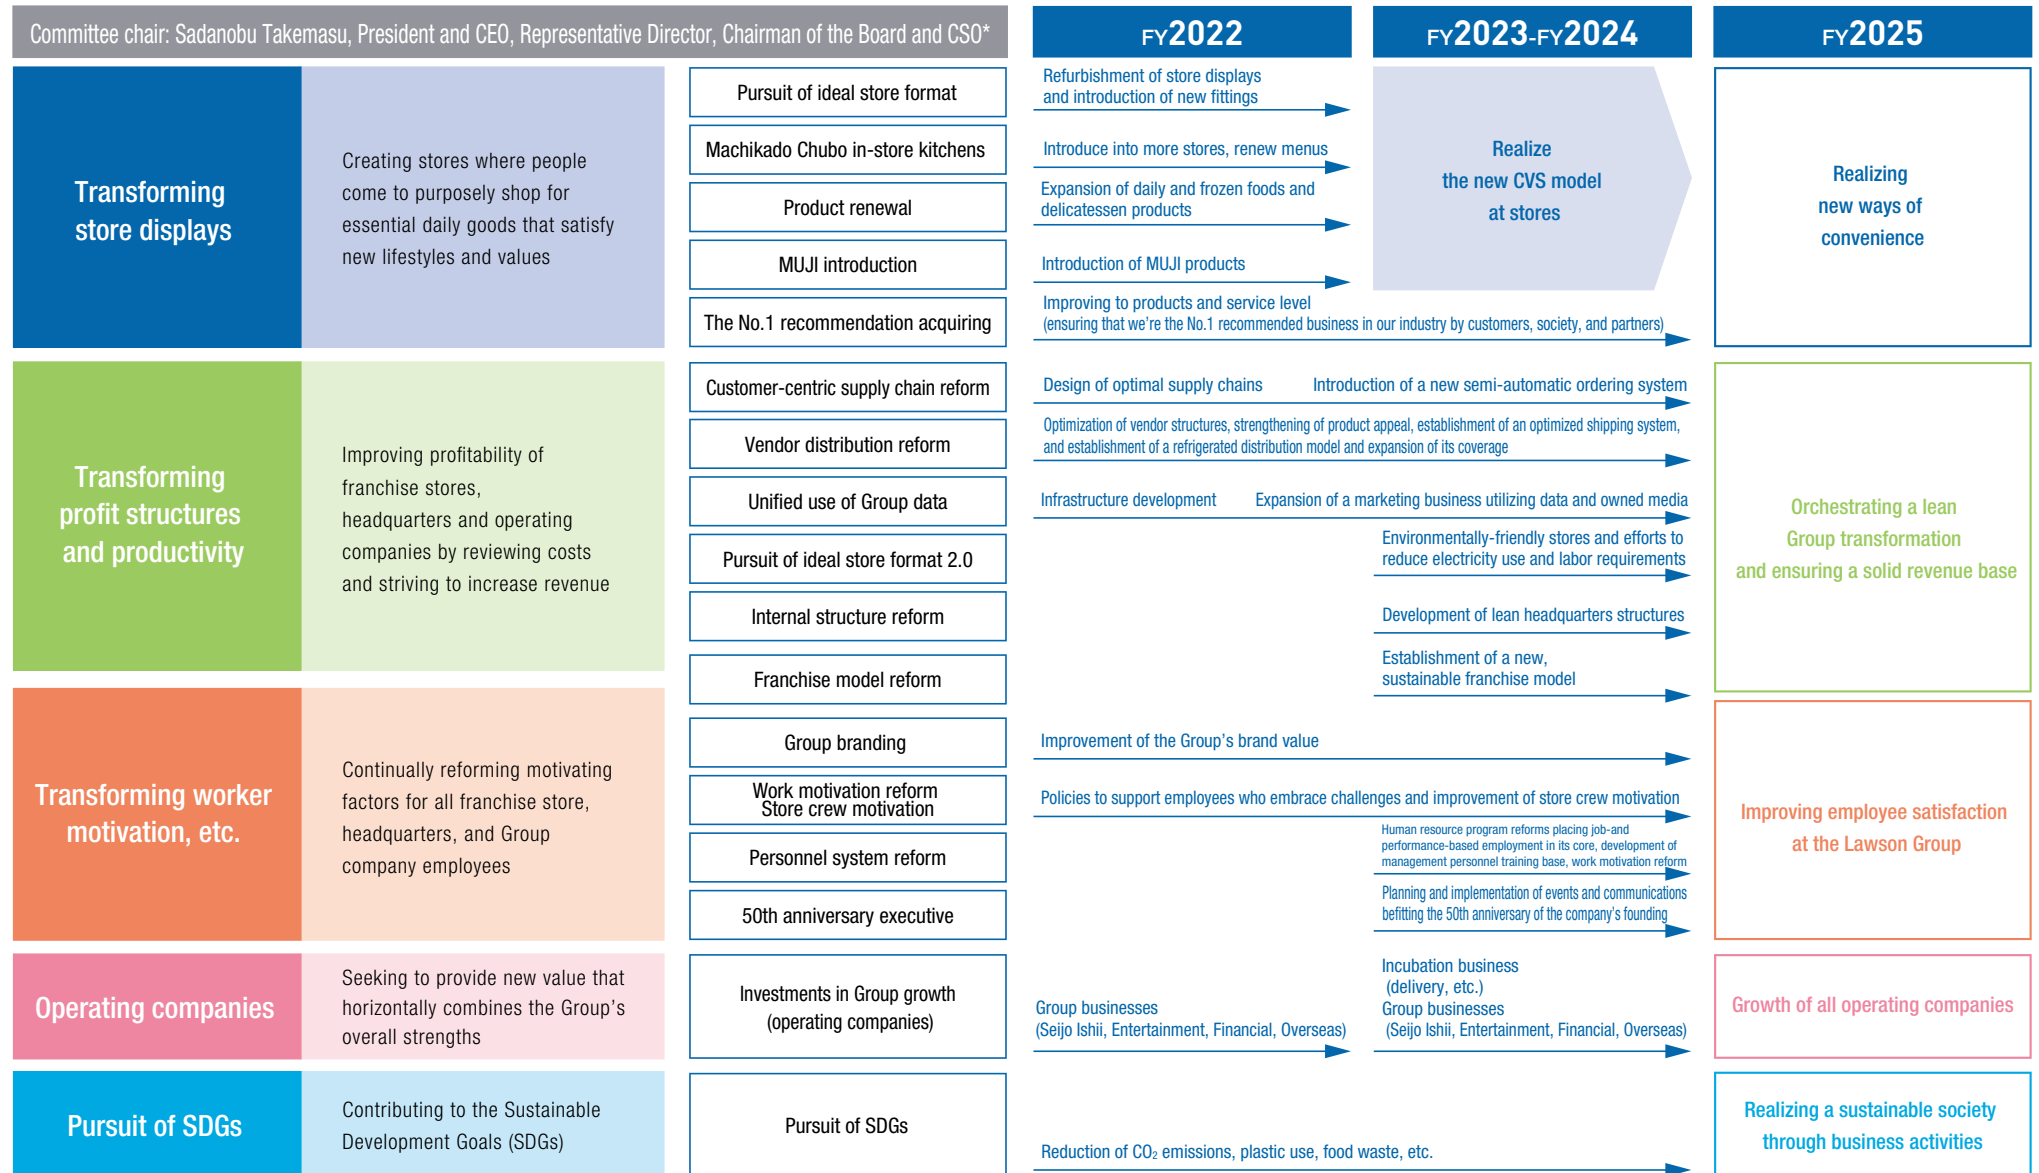 Committee chair: Sadanobu Takemasu, President and CEO, Representative Director, Chairman of the Board and CSO*
FY2022
FY2023-FY2024
FY2025
Transforming
store displays
Creating stores where people
come to purposely shop for
essential daily goods that satisfy
new lifestyles and values
Pursuit of ideal store format
Refurbishment of store displays
and introduction of new fittings
Machikado Chubo in-store kitchens
Introduce into more stores, renew menus
Product renewal
Expansion of daily and frozen foods and
delicatessen products
MUJI introduction
Introduction of MUJI products
The No.1 recommendation acquiring
Improving to products and service level
(ensuring that we're the No.1 recommended business in our industry by customers, society, and partners)
Realize
the new CVS model
at stores
Realizing
new ways of
convenience
Transforming
profit structures
and productivity
Improving profitability of
franchise stores,
headquarters and operating
companies by reviewing costs
and striving to increase revenue
Customer-centric supply chain reform
Design of optimal supply chains
Introduction of a new semi-automatic ordering system
Vendor distribution reform
Optimization of vendor structures, strengthening of product appeal, establishment of an optimized shipping system,
and establishment of a refrigerated distribution model and expansion of its coverage
Unified use of Group data
Infrastructure development
Expansion of a marketing business utilizing data and owned media
Pursuit of ideal store format 2.0
Environmentally-friendly stores and efforts to
reduce electricity use and labor requirements
Internal structure reform
Development of lean headquarters structures
Franchise model reform
Establishment of a new,
sustainable franchise model
Orchestrating a lean
Group transformation
and ensuring a solid revenue base
Transforming worker
motivation, etc.
Continually reforming motivating
factors for all franchise store,
headquarters, and Group
company employees
Group branding
Improvement of the Group's brand value
Work motivation reform
Store crew motivation
Policies to support employees who embrace challenges and improvement of store crew motivation
Personnel system reform
Human resource program reforms placing job-and
performance-based employment in its core, development of
management personnel training base, work motivation reform
50th anniversary executive
Planning and implementation of events and communications
befitting the 50th anniversary of the company's founding
Improving employee satisfaction
at the Lawson Group
Operating companies
Seeking to provide new value that
horizontally combines the Group's
overall strengths
Investments in Group growth
(operating companies)
Group businesses
(Seijo Ishii, Entertainment, Financial, Overseas)
Incubation business
(delivery, etc.)
Group businesses
(Seijo Ishii, Entertainment, Financial, Overseas)
Growth of all operating companies
Pursuit of SDGs
Contributing to the Sustainable
Development Goals (SDGs)
Pursuit of SDGs
Reduction of CO₂ emissions, plastic use, food waste, etc.
Realizing a sustainable society
through business activities